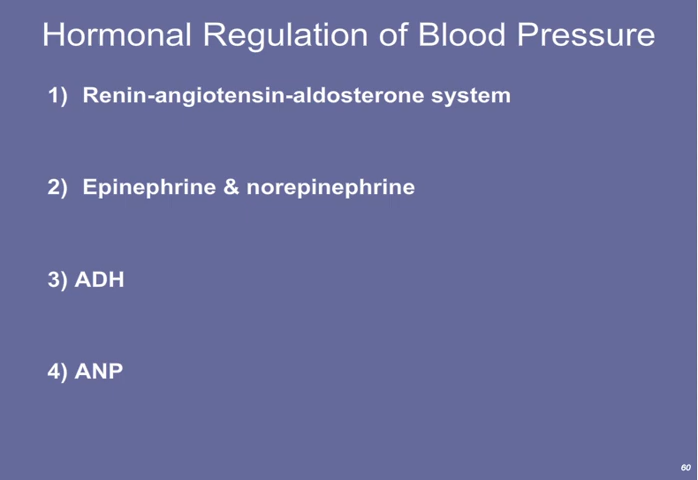 Hormonal Regulation of Blood Pressure
1) Renin-angiotensin-aldosterone system
2) Epinephrine & norepinephrine
3) ADH
4) ANP
60